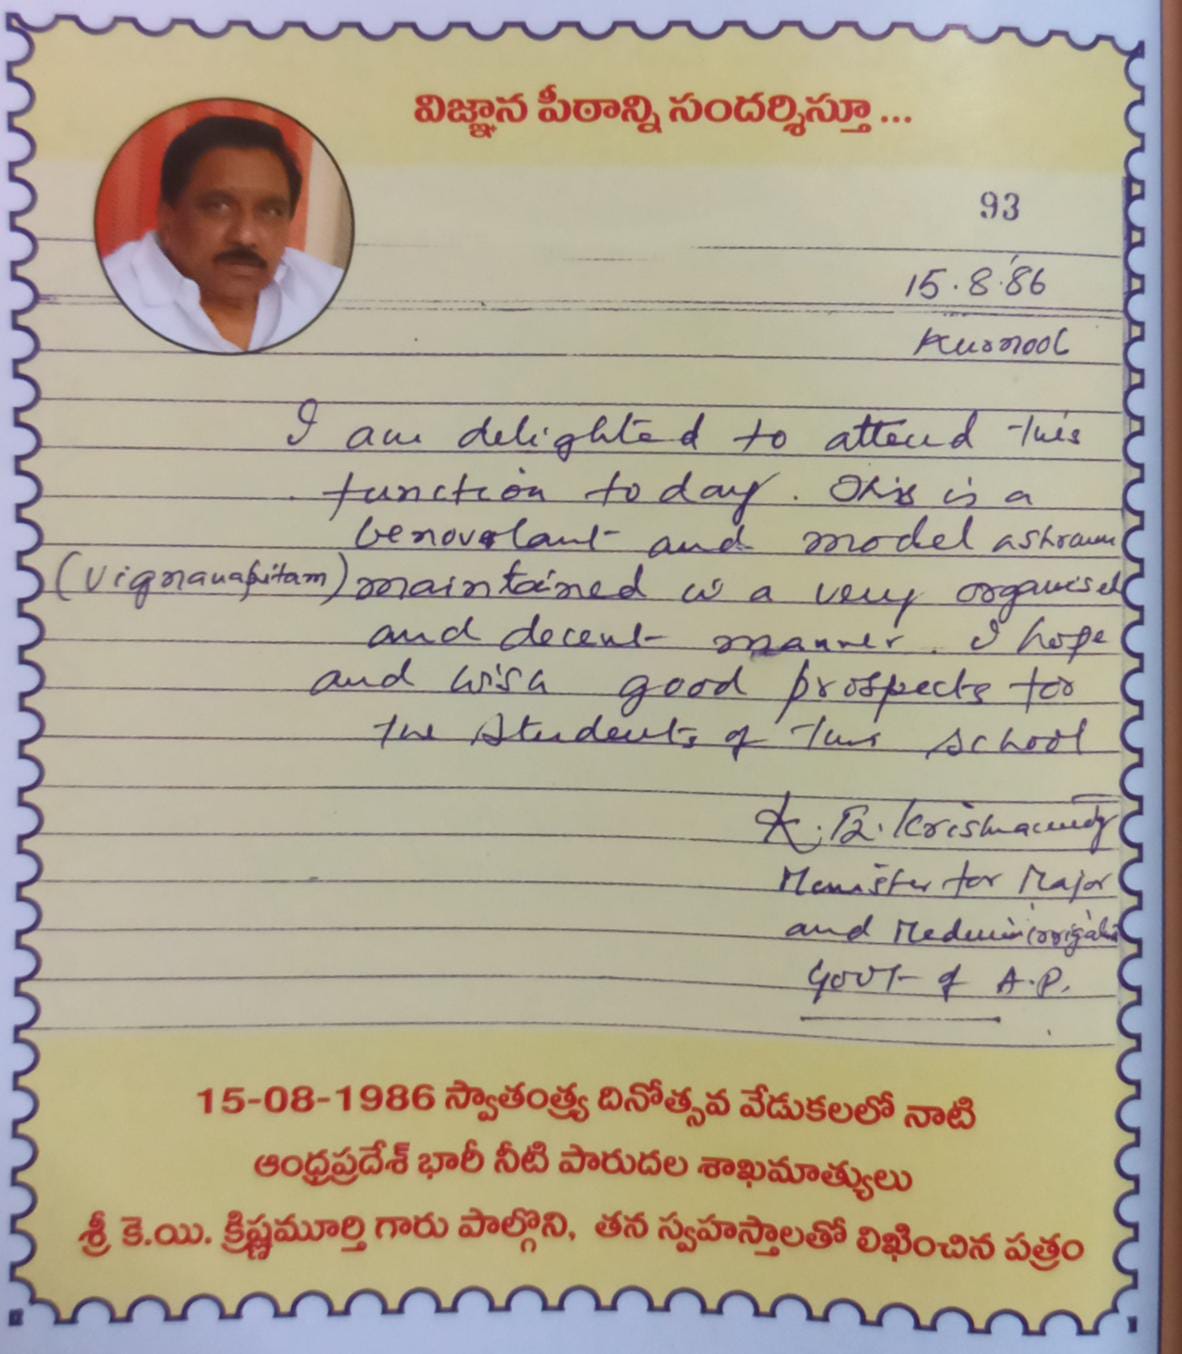 విజ్ఞాన పీఠాన్ని సందర్శిస్తూ ...
93
15.8.86
Kurnool
I am delighted to attend this
function today. This is a
benovolant and model ashram
(Vignanapitam) maintained in a very organised
and decent manner. I hope
and wish good prospects for
the students of this school
K.E. Krishnamurty
Minister for Major
and Medium irrigation
Govt of A.P.
15-08-1986 స్వాతంత్ర్య దినోత్సవ వేడుకలలో నాటి
ఆంధ్రప్రదేశ్ భారీ నీటి పారుదల శాఖమాత్యులు
శ్రీ కె.యి. క్రిష్ణమూర్తి గారు పాల్గొని, తన స్వహస్తాలతో లిఖించిన పత్రం